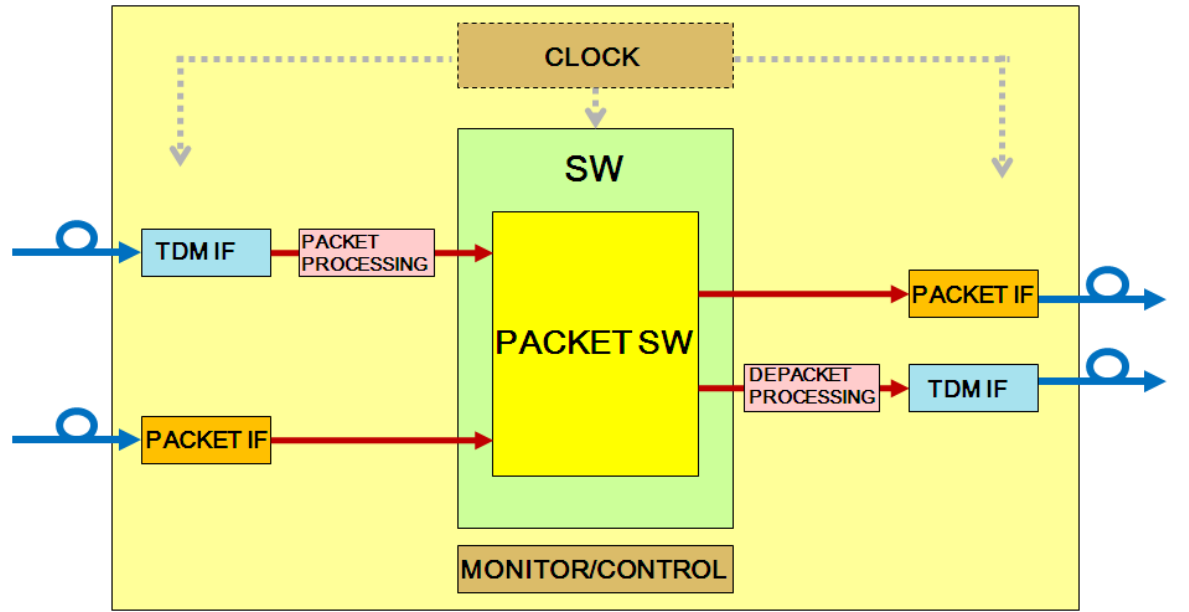 CLOCK
SW
TDM IF
PACKET
PROCESSING
PACKET IF
PACKET SW
DEPACKET
PROCESSING
TDM IF
PACKET IF
MONITOR/CONTROL